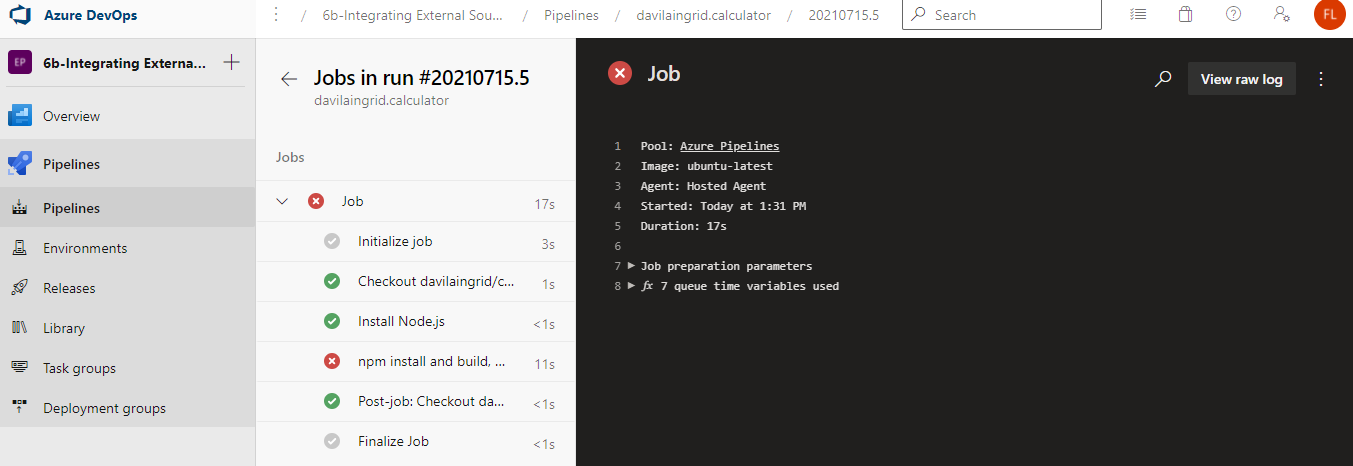 Azure DevOps
/ 6b-Integrating External Sou... / Pipelines / davilaingrid.calculator / 20210715.5
Search
FL
EP 6b-Integrating Externa...
Overview
Pipelines
Pipelines
Environments
Releases
Library
Task groups
Deployment groups
Jobs in run #20210715.5
davilaingrid.calculator
Jobs
Job 17s
Initialize job 3s
Checkout davilaingrid/c... 1s
Install Node.js <1s
npm install and build, ... 11s
Post-job: Checkout da... <1s
Finalize Job <1s
Job
View raw log
1 Pool: Azure Pipelines
2 Image: ubuntu-latest
3 Agent: Hosted Agent
4 Started: Today at 1:31 PM
5 Duration: 17s
6
7 Job preparation parameters
8 fx 7 queue time variables used